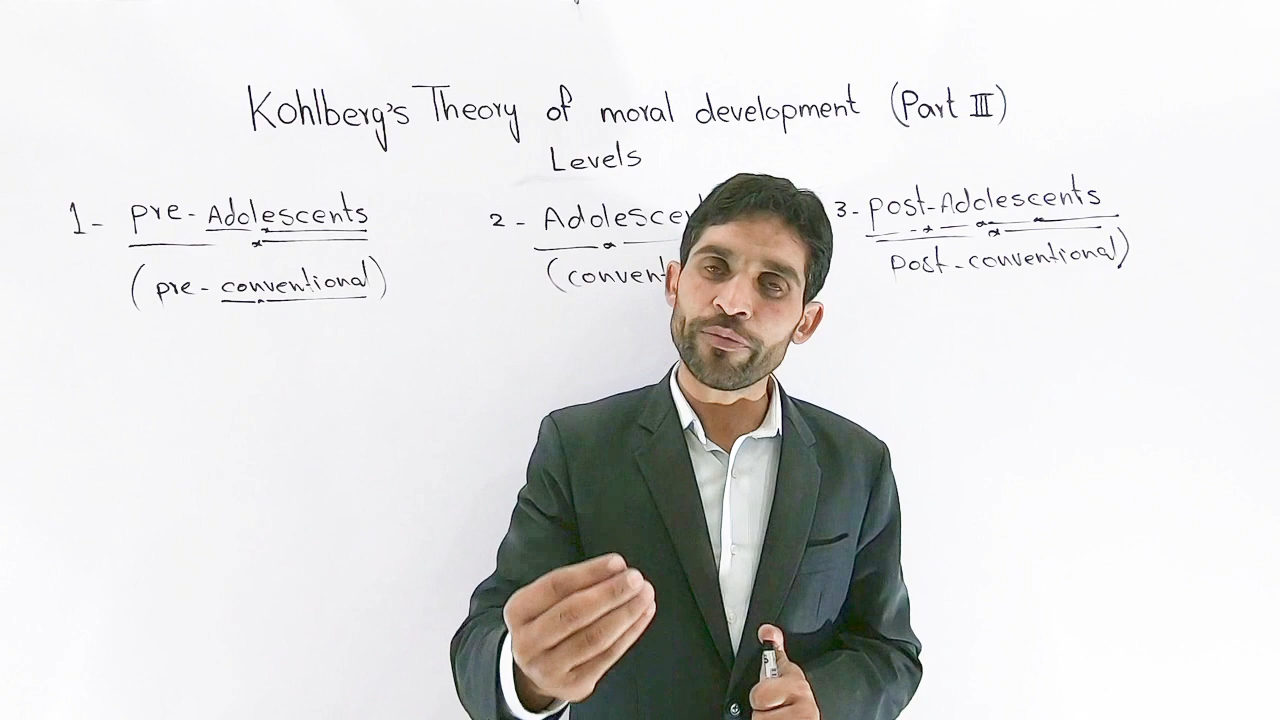 Kohlberg's Theory of moral development (Part III)
Levels
1- pre-Adolescents
(pre-conventional)
2- Adolescen
(convent
3- post-Adolescents
post-conventional)